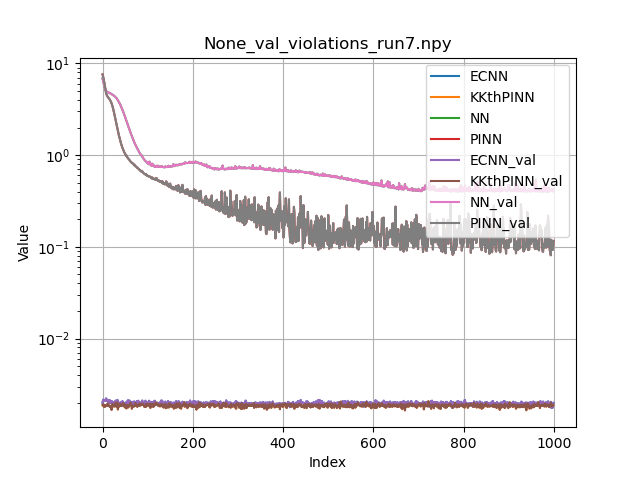 None_val_violations_run7.npy
10¹
10⁰
10⁻¹
10⁻²
Value
ECNN
KKthPINN
NN
PINN
ECNN_val
KKthPINN_val
NN_val
PINN_val
0 200 400 600 800 1000
Index